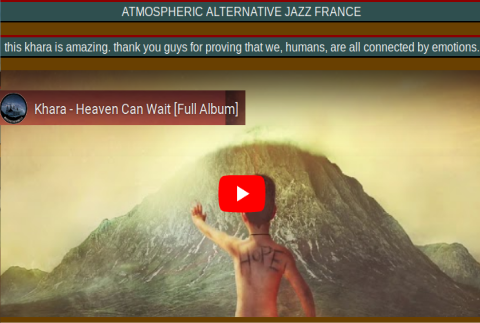 ATMOSPHERIC ALTERNATIVE JAZZ FRANCE
this khara is amazing. thank you guys for proving that we, humans, are all connected by emotions.
Khara - Heaven Can Wait [Full Album]
HOPE